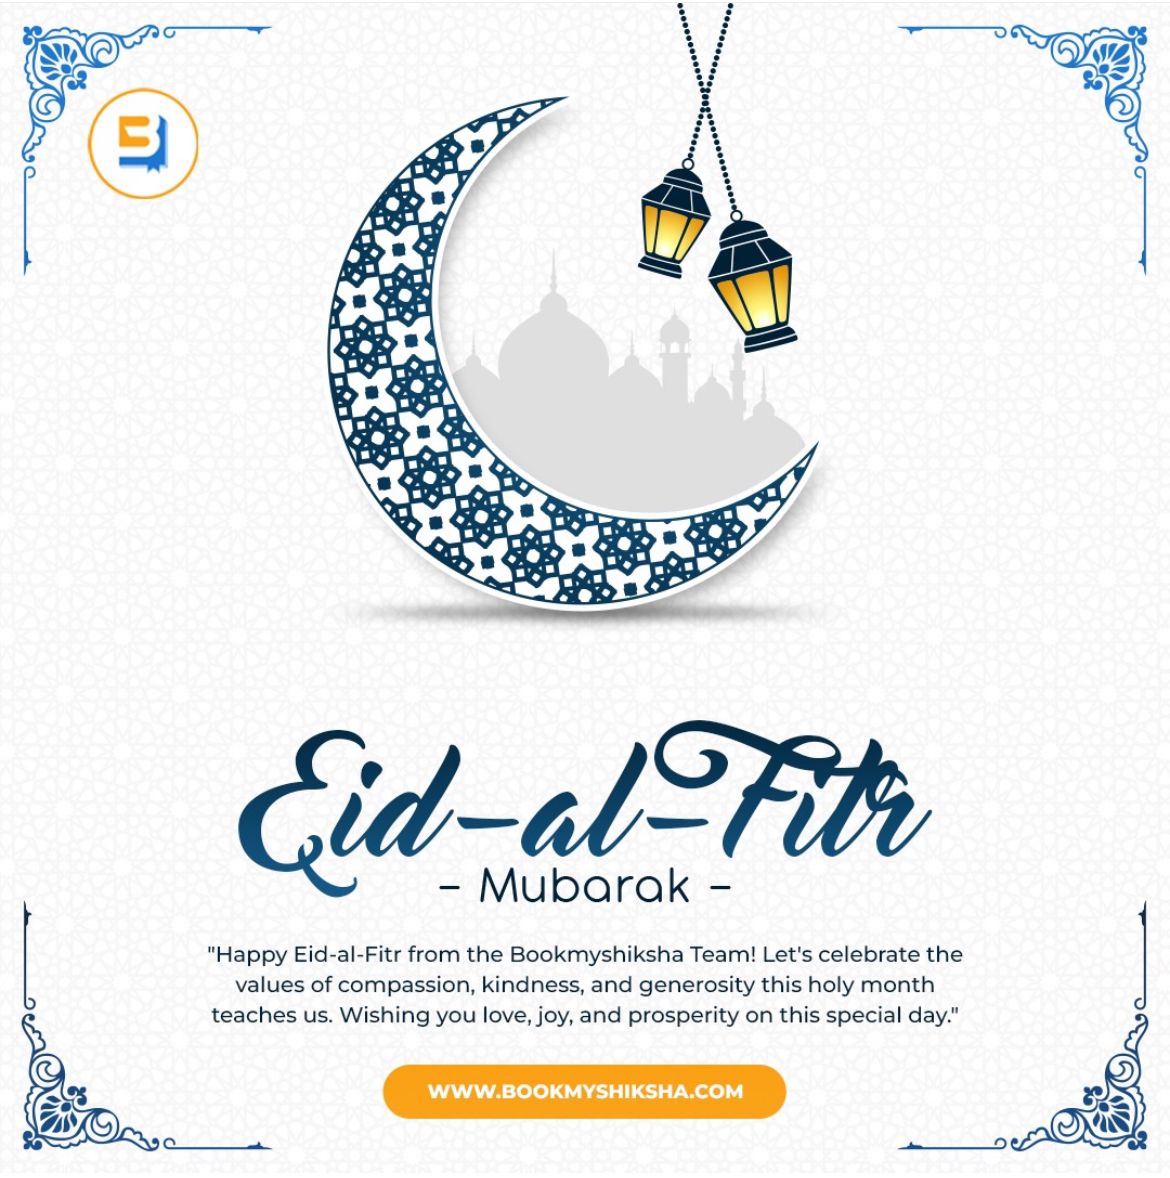 B
Eid-al-Fitr
- Mubarak -
"Happy Eid-al-Fitr from the Bookmyshiksha Team! Let's celebrate the
values of compassion, kindness, and generosity this holy month
teaches us. Wishing you love, joy, and prosperity on this special day."
WWW.BOOKMYSHIKSHA.COM